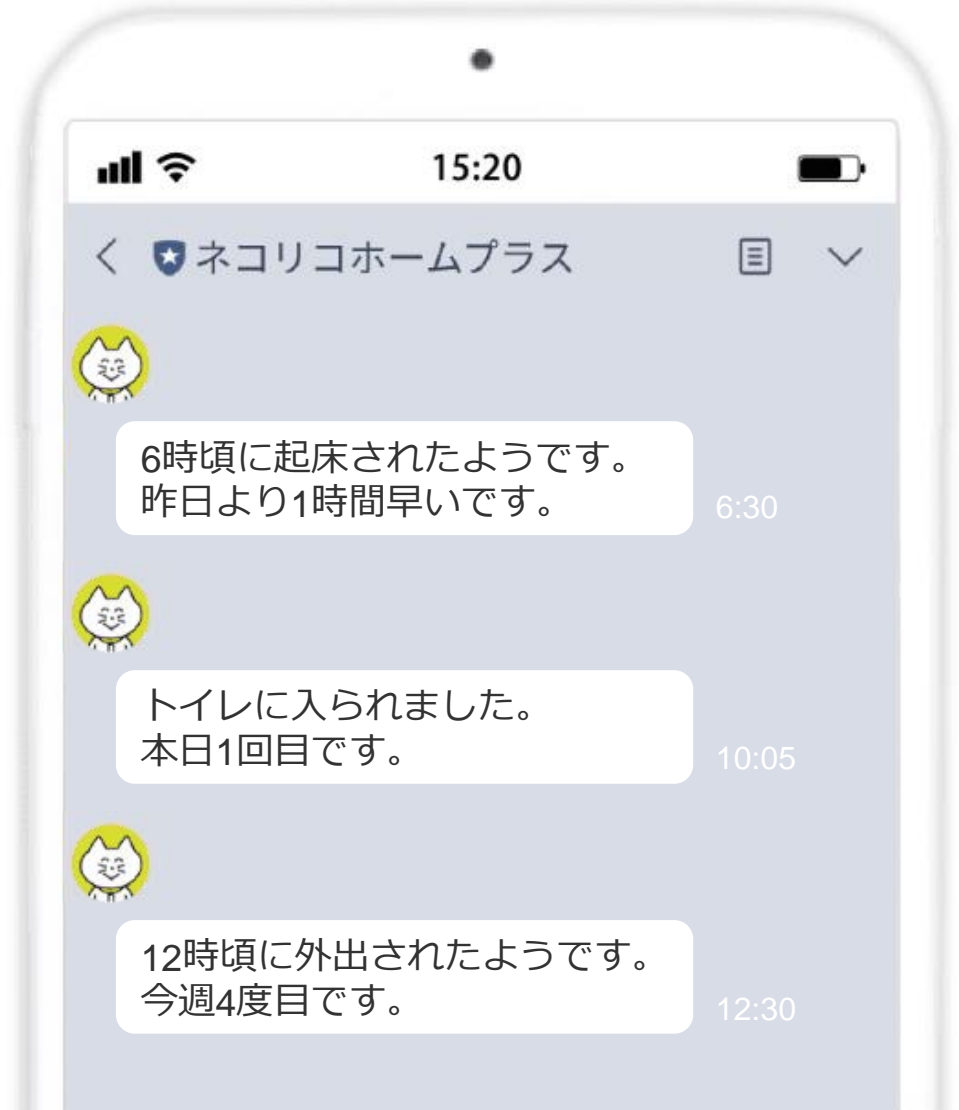 15:20
ネコリコホームプラス
6時頃に起床されたようです。
昨日より1時間早いです。
6:30
トイレに入られました。
本日1回目です。
10:05
12時頃に外出されたようです。
今週4度目です。
12:30